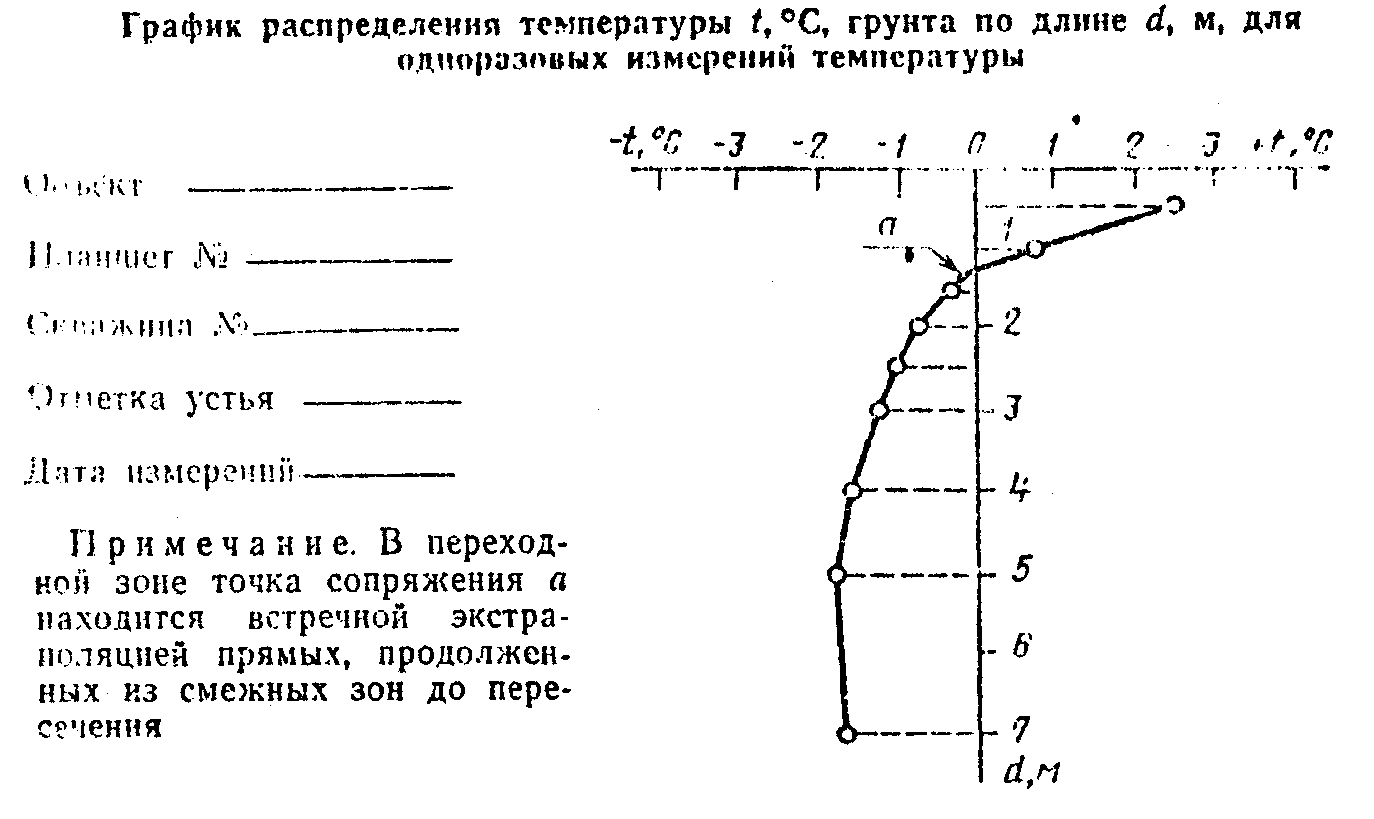 График распределения температуры t,°C, грунта по длине d, м, для
одноразовых измерений температуры
-t,°C -3 -2 -1 0 1 2 3 +t,°C
Объект
Планшет №
Скважина №
Отметка устья
Дата измерений
Примечание. В переход-
ной зоне точка сопряжения а
находится встречной экстра-
поляцией прямых, продолжен-
ных из смежных зон до пере-
сечения
а
1
2
3
4
5
6
7
d,м